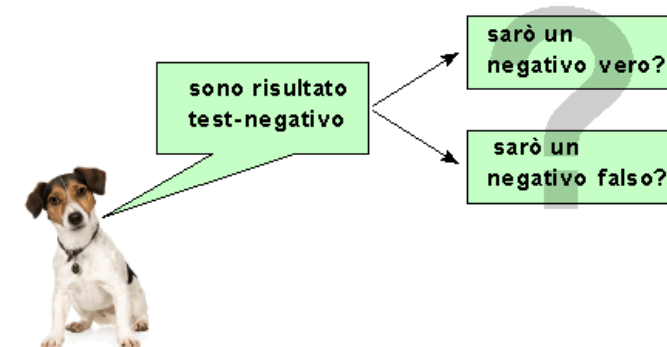 sono risultato
test-negativo
sarò un
negativo vero?
sarò un
negativo falso?